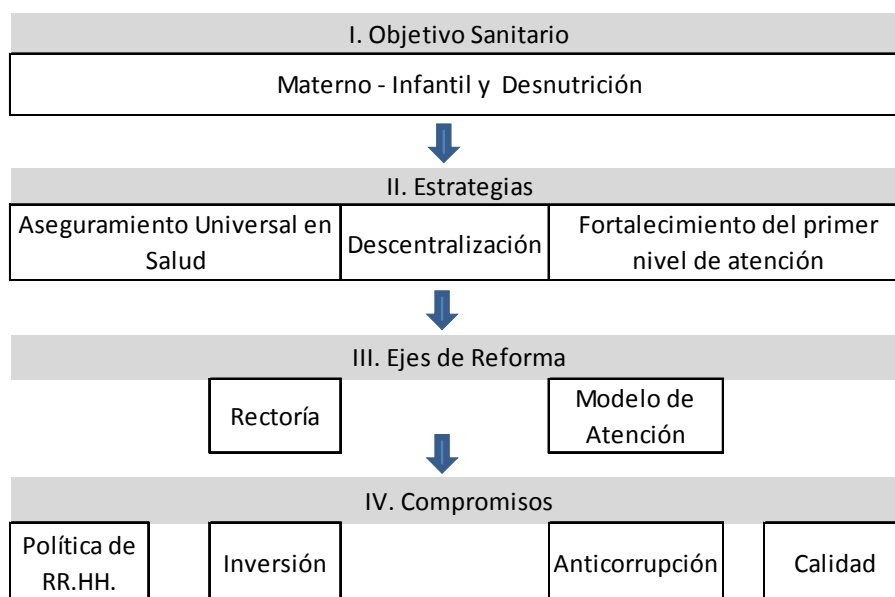 I. Objetivo Sanitario
Materno - Infantil y Desnutrición
II. Estrategias
Aseguramiento Universal en
Salud
Descentralización
Fortalecimiento del primer
nivel de atención
III. Ejes de Reforma
Rectoría
Modelo de
Atención
IV. Compromisos
Política de
RR.HH.
Inversión
Anticorrupción
Calidad